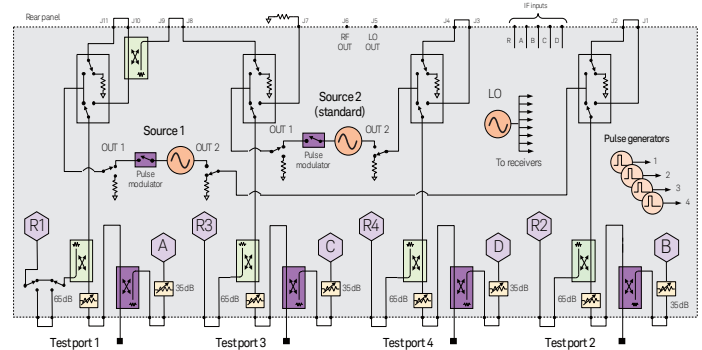 Rear panel
J11 J10 J9 J8 J7 J6 J5 J4 J3 IF inputs J2 J1
RF OUT
LO OUT
R A B C D
Source 1
OUT 1
OUT 2
Pulse modulator
Source 2 (standard)
OUT 1
OUT 2
Pulse modulator
LO
To receivers
Pulse generators
1
2
3
4
R1
A
R3
C
R4
D
R2
B
65dB
35dB
65dB
35dB
65dB
35dB
65dB
35dB
Test port 1
Test port 3
Test port 4
Test port 2